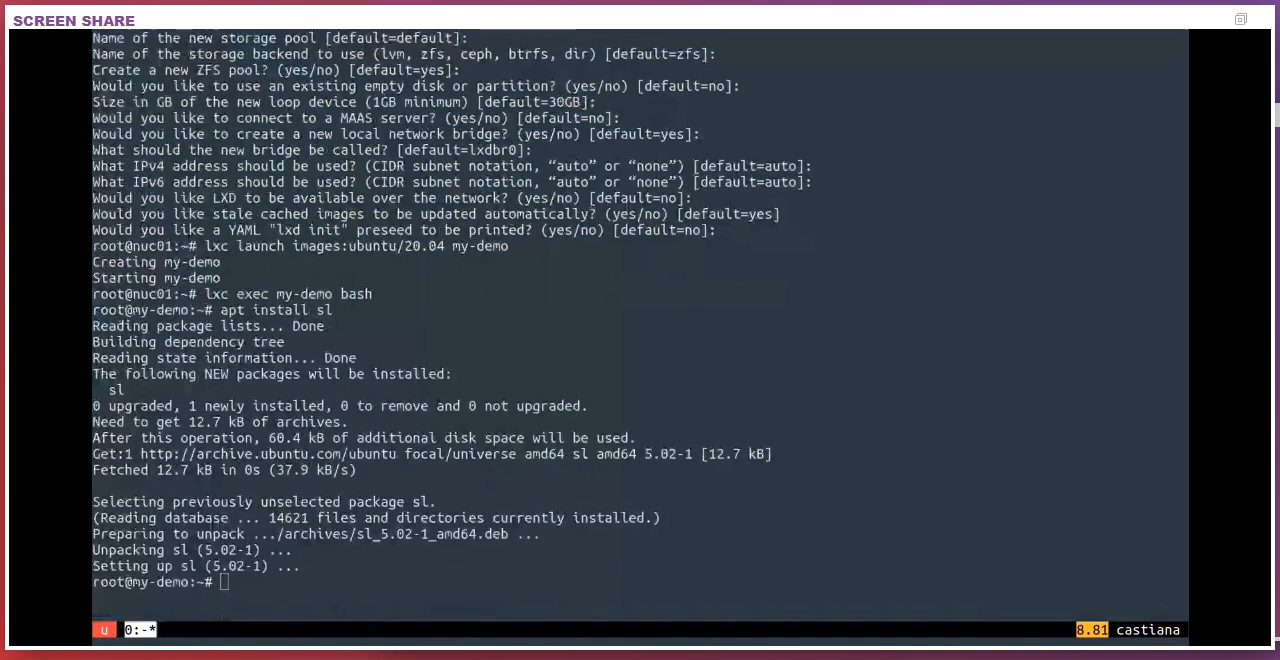 SCREEN SHARE
Name of the new storage pool [default=default]:
Name of the storage backend to use (lvm, zfs, ceph, btrfs, dir) [default=zfs]:
Create a new ZFS pool? (yes/no) [default=yes]:
Would you like to use an existing empty disk or partition? (yes/no) [default=no]:
Size in GB of the new loop device (1GB minimum) [default=30GB]:
Would you like to connect to a MAAS server? (yes/no) [default=no]:
Would you like to create a new local network bridge? (yes/no) [default=yes]:
What should the new bridge be called? [default=lxdbr0]:
What IPv4 address should be used? (CIDR subnet notation, “auto” or “none”) [default=auto]:
What IPv6 address should be used? (CIDR subnet notation, “auto” or “none”) [default=auto]:
Would you like LXD to be available over the network? (yes/no) [default=no]:
Would you like stale cached images to be updated automatically? (yes/no) [default=yes]
Would you like a YAML "lxd init" preseed to be printed? (yes/no) [default=no]:
root@nuc01:~# lxc launch images:ubuntu/20.04 my-demo
Creating my-demo
Starting my-demo
root@nuc01:~# lxc exec my-demo bash
root@my-demo:~# apt install sl
Reading package lists... Done
Building dependency tree
Reading state information... Done
The following NEW packages will be installed:
  sl
0 upgraded, 1 newly installed, 0 to remove and 0 not upgraded.
Need to get 12.7 kB of archives.
After this operation, 60.4 kB of additional disk space will be used.
Get:1 http://archive.ubuntu.com/ubuntu focal/universe amd64 sl amd64 5.02-1 [12.7 kB]
Fetched 12.7 kB in 0s (37.9 kB/s)
Selecting previously unselected package sl.
(Reading database ... 14621 files and directories currently installed.)
Preparing to unpack .../archives/sl_5.02-1_amd64.deb ...
Unpacking sl (5.02-1) ...
Setting up sl (5.02-1) ...
root@my-demo:~#
u 0:-* 8.81 castiana